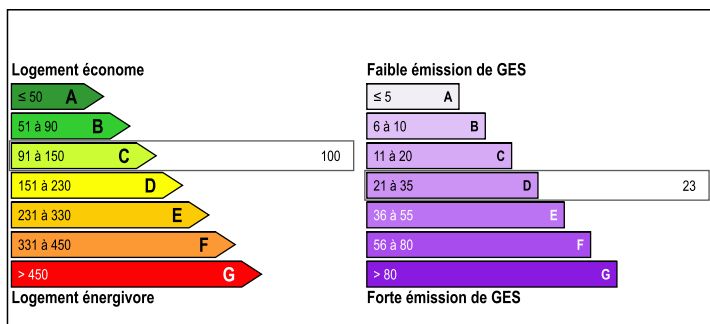 Logement économe
≤ 50 A
51 à 90 B
91 à 150 C 100
151 à 230 D
231 à 330 E
331 à 450 F
> 450 G
Logement énergivore
Faible émission de GES
≤ 5 A
6 à 10 B
11 à 20 C
21 à 35 D 23
36 à 55 E
56 à 80 F
> 80 G
Forte émission de GES